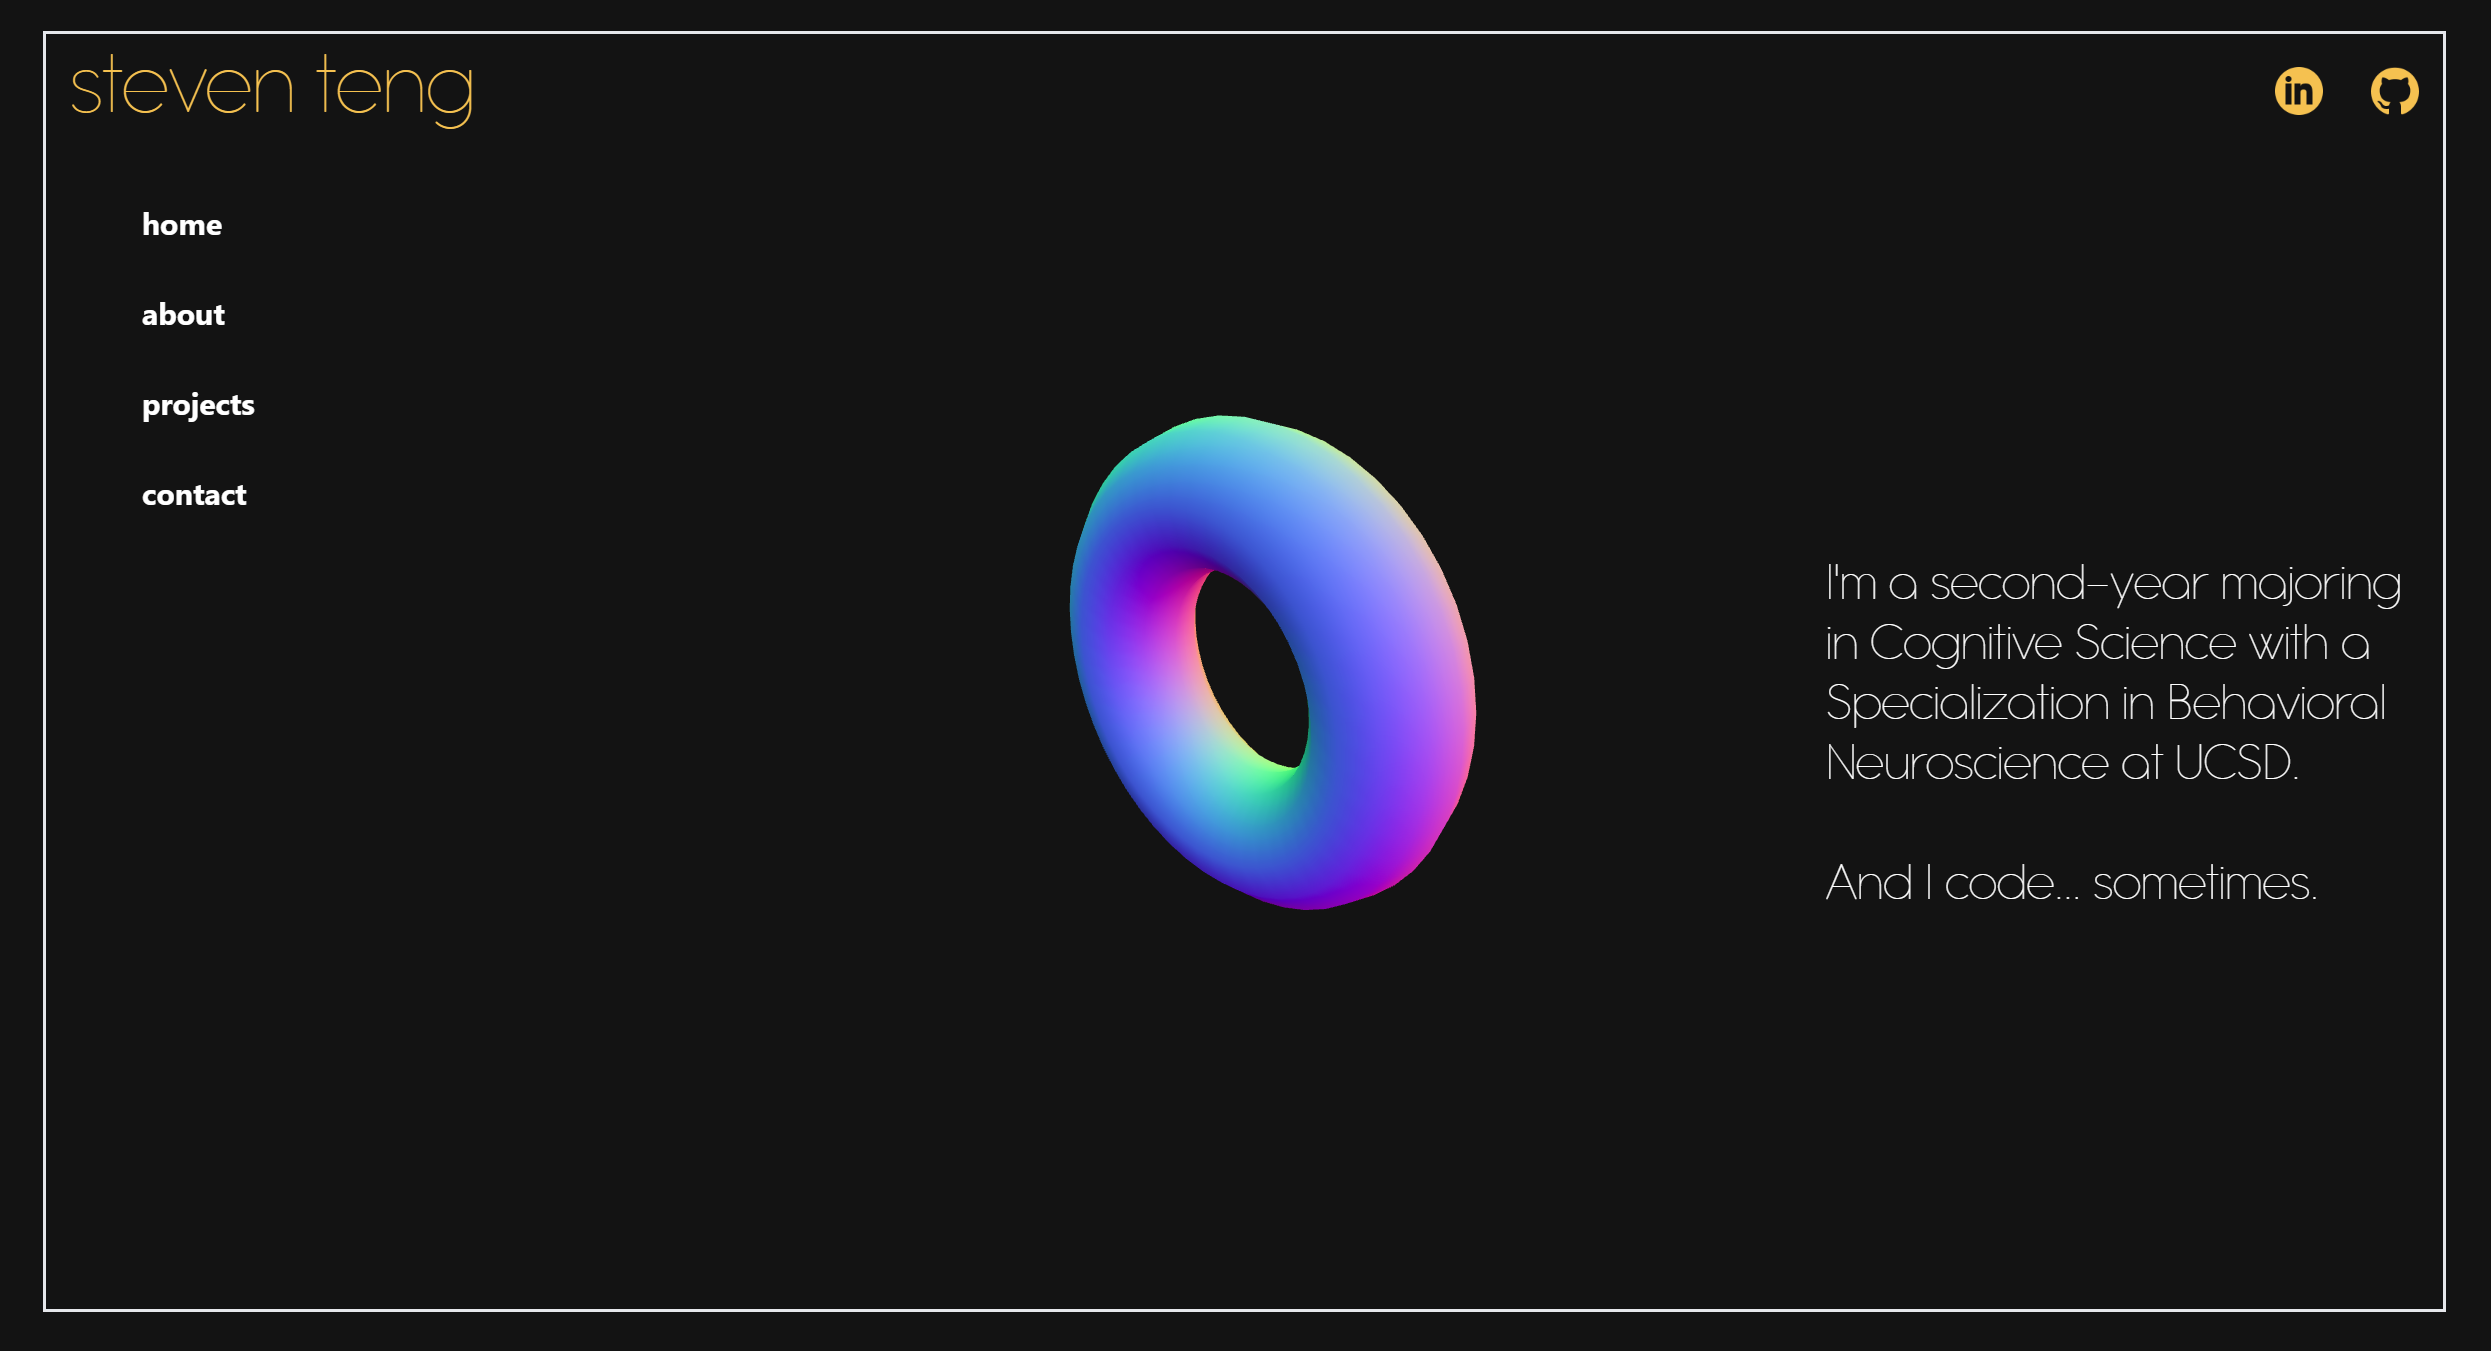 steven teng
in
home
about
projects
contact
I'm a second-year majoring
in Cognitive Science with a
Specialization in Behavioral
Neuroscience at UCSD.
And I code... sometimes.